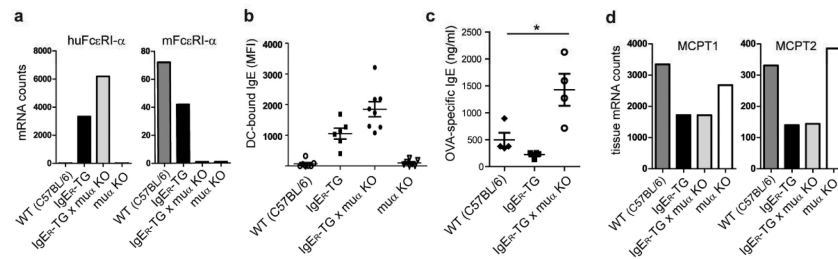 a
huFcεRI-α
mFcεRI-α
mRNA counts
8000
6000
4000
2000
0
80
60
40
20
0
WT (C57BL/6)
IgER-TG
IgER-TG x muα KO
muα KO
WT (C57BL/6)
IgER-TG
IgER-TG x muα KO
muα KO
b
DC-bound IgE (MFI)
4000
3000
2000
1000
WT (C57BL/6)
IgER-TG
IgER-TG x muα KO
muα KO
c
OVA-specific IgE (ng/ml)
2500
2000
1500
1000
500
0
*
WT (C57BL/6)
IgER-TG
IgER-TG x muα KO
d
MCPT1
MCPT2
tissue mRNA counts
4000
3000
2000
1000
0
400
300
200
100
0
WT (C57BL/6)
IgER-TG
IgER-TG x muα KO
muα KO
WT (C57BL/6)
IgER-TG
IgER-TG x muα KO
muα KO